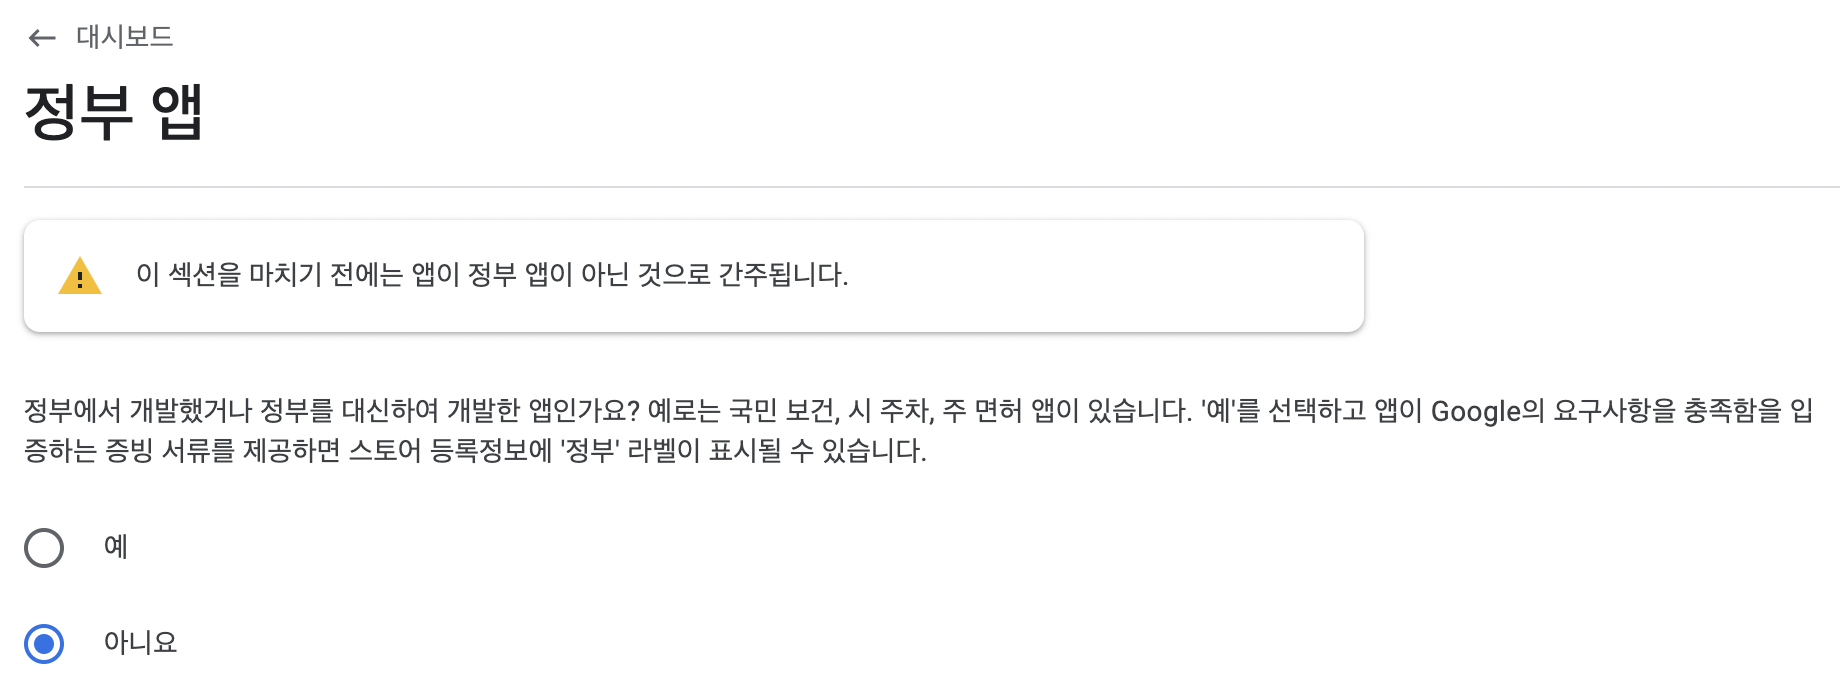 ← 대시보드
정부 앱
이 섹션을 마치기 전에는 앱이 정부 앱이 아닌 것으로 간주됩니다.
정부에서 개발했거나 정부를 대신하여 개발한 앱인가요? 예로는 국민 보건, 시 주차, 주 면허 앱이 있습니다. '예'를 선택하고 앱이 Google의 요구사항을 충족함을 입
증하는 증빙 서류를 제공하면 스토어 등록정보에 '정부' 라벨이 표시될 수 있습니다.
예
아니요